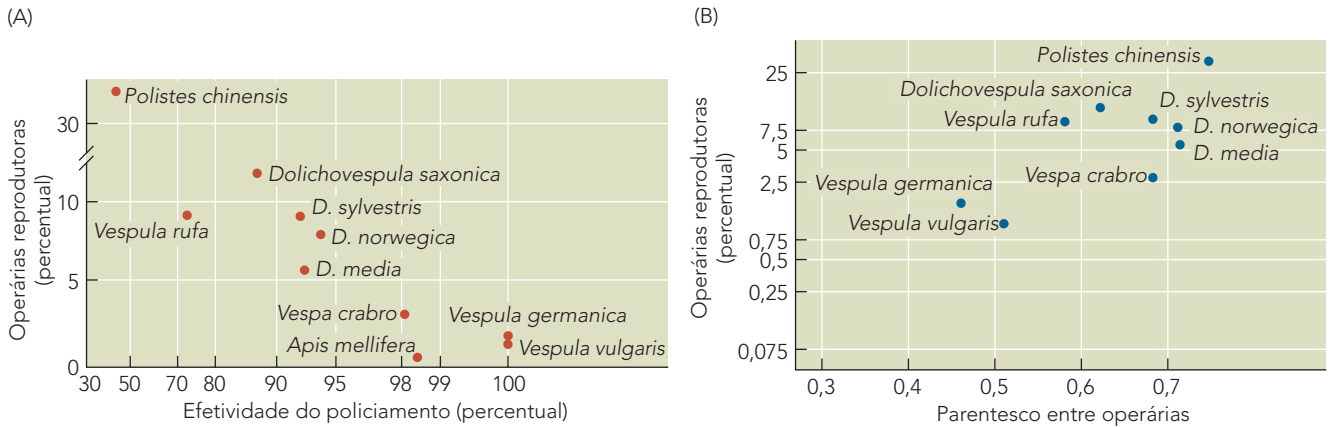 (A)
Operárias reprodutoras
(percentual)
30
10
5
0
Polistes chinensis
Dolichovespula saxonica
Vespula rufa
D. sylvestris
D. norwegica
D. media
Vespa crabro
Vespula germanica
Apis mellifera
Vespula vulgaris
30 50 70 80 90 95 98 99 100
Efetividade do policiamento (percentual)
(B)
Operárias reprodutoras
(percentual)
25
7,5
5
2,5
0,75
0,5
0,25
0,075
Polistes chinensis
Dolichovespula saxonica
D. sylvestris
Vespula rufa
D. norwegica
D. media
Vespa crabro
Vespula germanica
Vespula vulgaris
0,3 0,4 0,5 0,6 0,7
Parentesco entre operárias